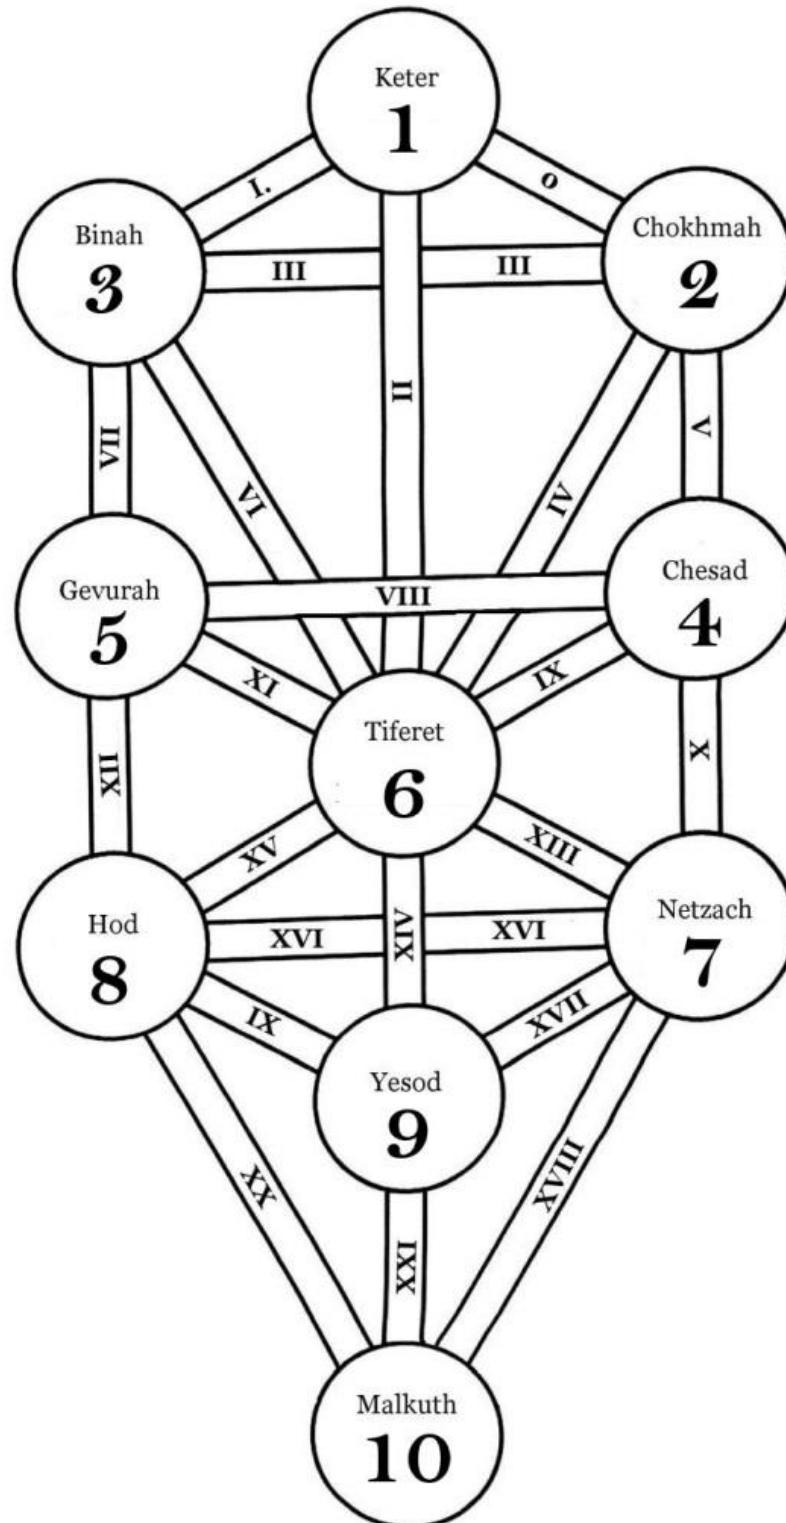 Keter
1
I.
o
Binah
3
Chokhmah
2
III
III
II
VII
VI
IV
V
Gevurah
5
VIII
Chesad
4
XI
IX
Tiferet
6
XII
X
XV
XIII
Hod
8
XVI
XIV
XVI
Netzach
7
IX
XVII
Yesod
9
XX
XVIII
XXI
Malkuth
10